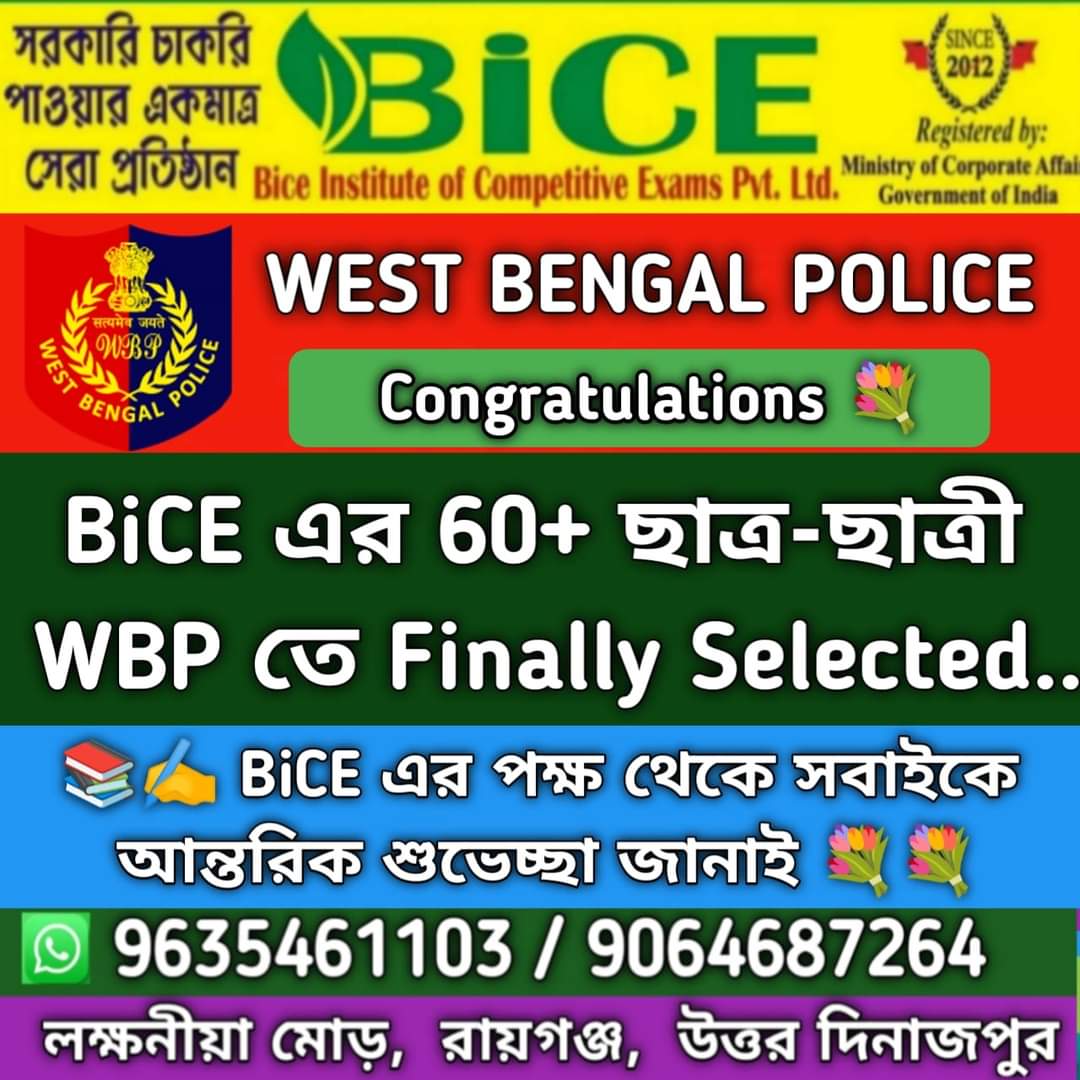 সরকারি চাকরি
পাওয়ার একমাত্র
সেরা প্রতিষ্ঠান
BiCE
Bice Institute of Competitive Exams Pvt. Ltd.
SINCE
2012
Registered by:
Ministry of Corporate Affai
Government of India
सत्यमेव जयते
WBP
WEST BENGAL POLICE
WEST BENGAL POLICE
Congratulations 💐
BiCE এর 60+ ছাত্র-ছাত্রী
WBP তে Finally Selected..
📚✍️ BiCE এর পক্ষ থেকে সবাইকে
আন্তরিক শুভেচ্ছা জানাই 💐💐
9635461103 / 9064687264
লক্ষনীয়া মোড়, রায়গঞ্জ, উত্তর দিনাজপুর